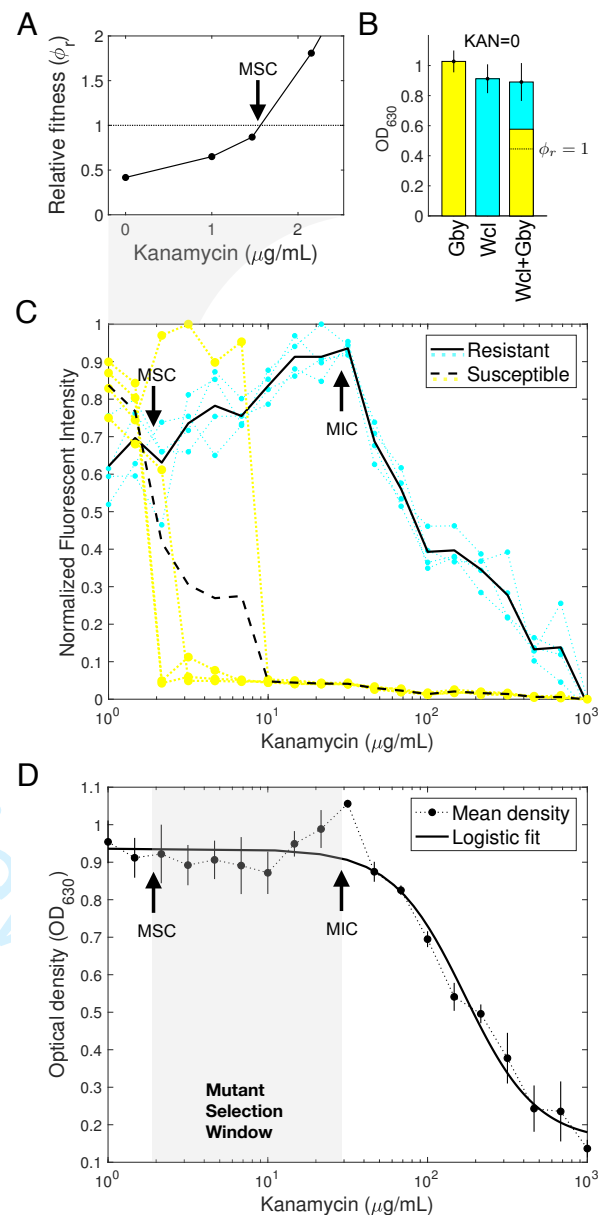 A
B
2
1.5
1
0.5
0
Relative fitness (ϕr)
MSC
0
1
2
Kanamycin (μg/mL)
KAN=0
1
0.8
0.6
0.4
0.2
0
OD630
ϕr = 1
Gby
Wcl
Wcl+Gby
C
1
0.9
0.8
0.7
0.6
0.5
0.4
0.3
0.2
0.1
0
Normalized Fluorescent Intensity
MSC
MIC
Resistant
Susceptible
10^0
10^1
10^2
10^3
Kanamycin (μg/mL)
D
1.1
1
0.9
0.8
0.7
0.6
0.5
0.4
0.3
0.2
0.1
Optical density (OD630)
MSC
MIC
Mean density
Logistic fit
Mutant
Selection
Window
10^0
10^1
10^2
10^3
Kanamycin (μg/mL)